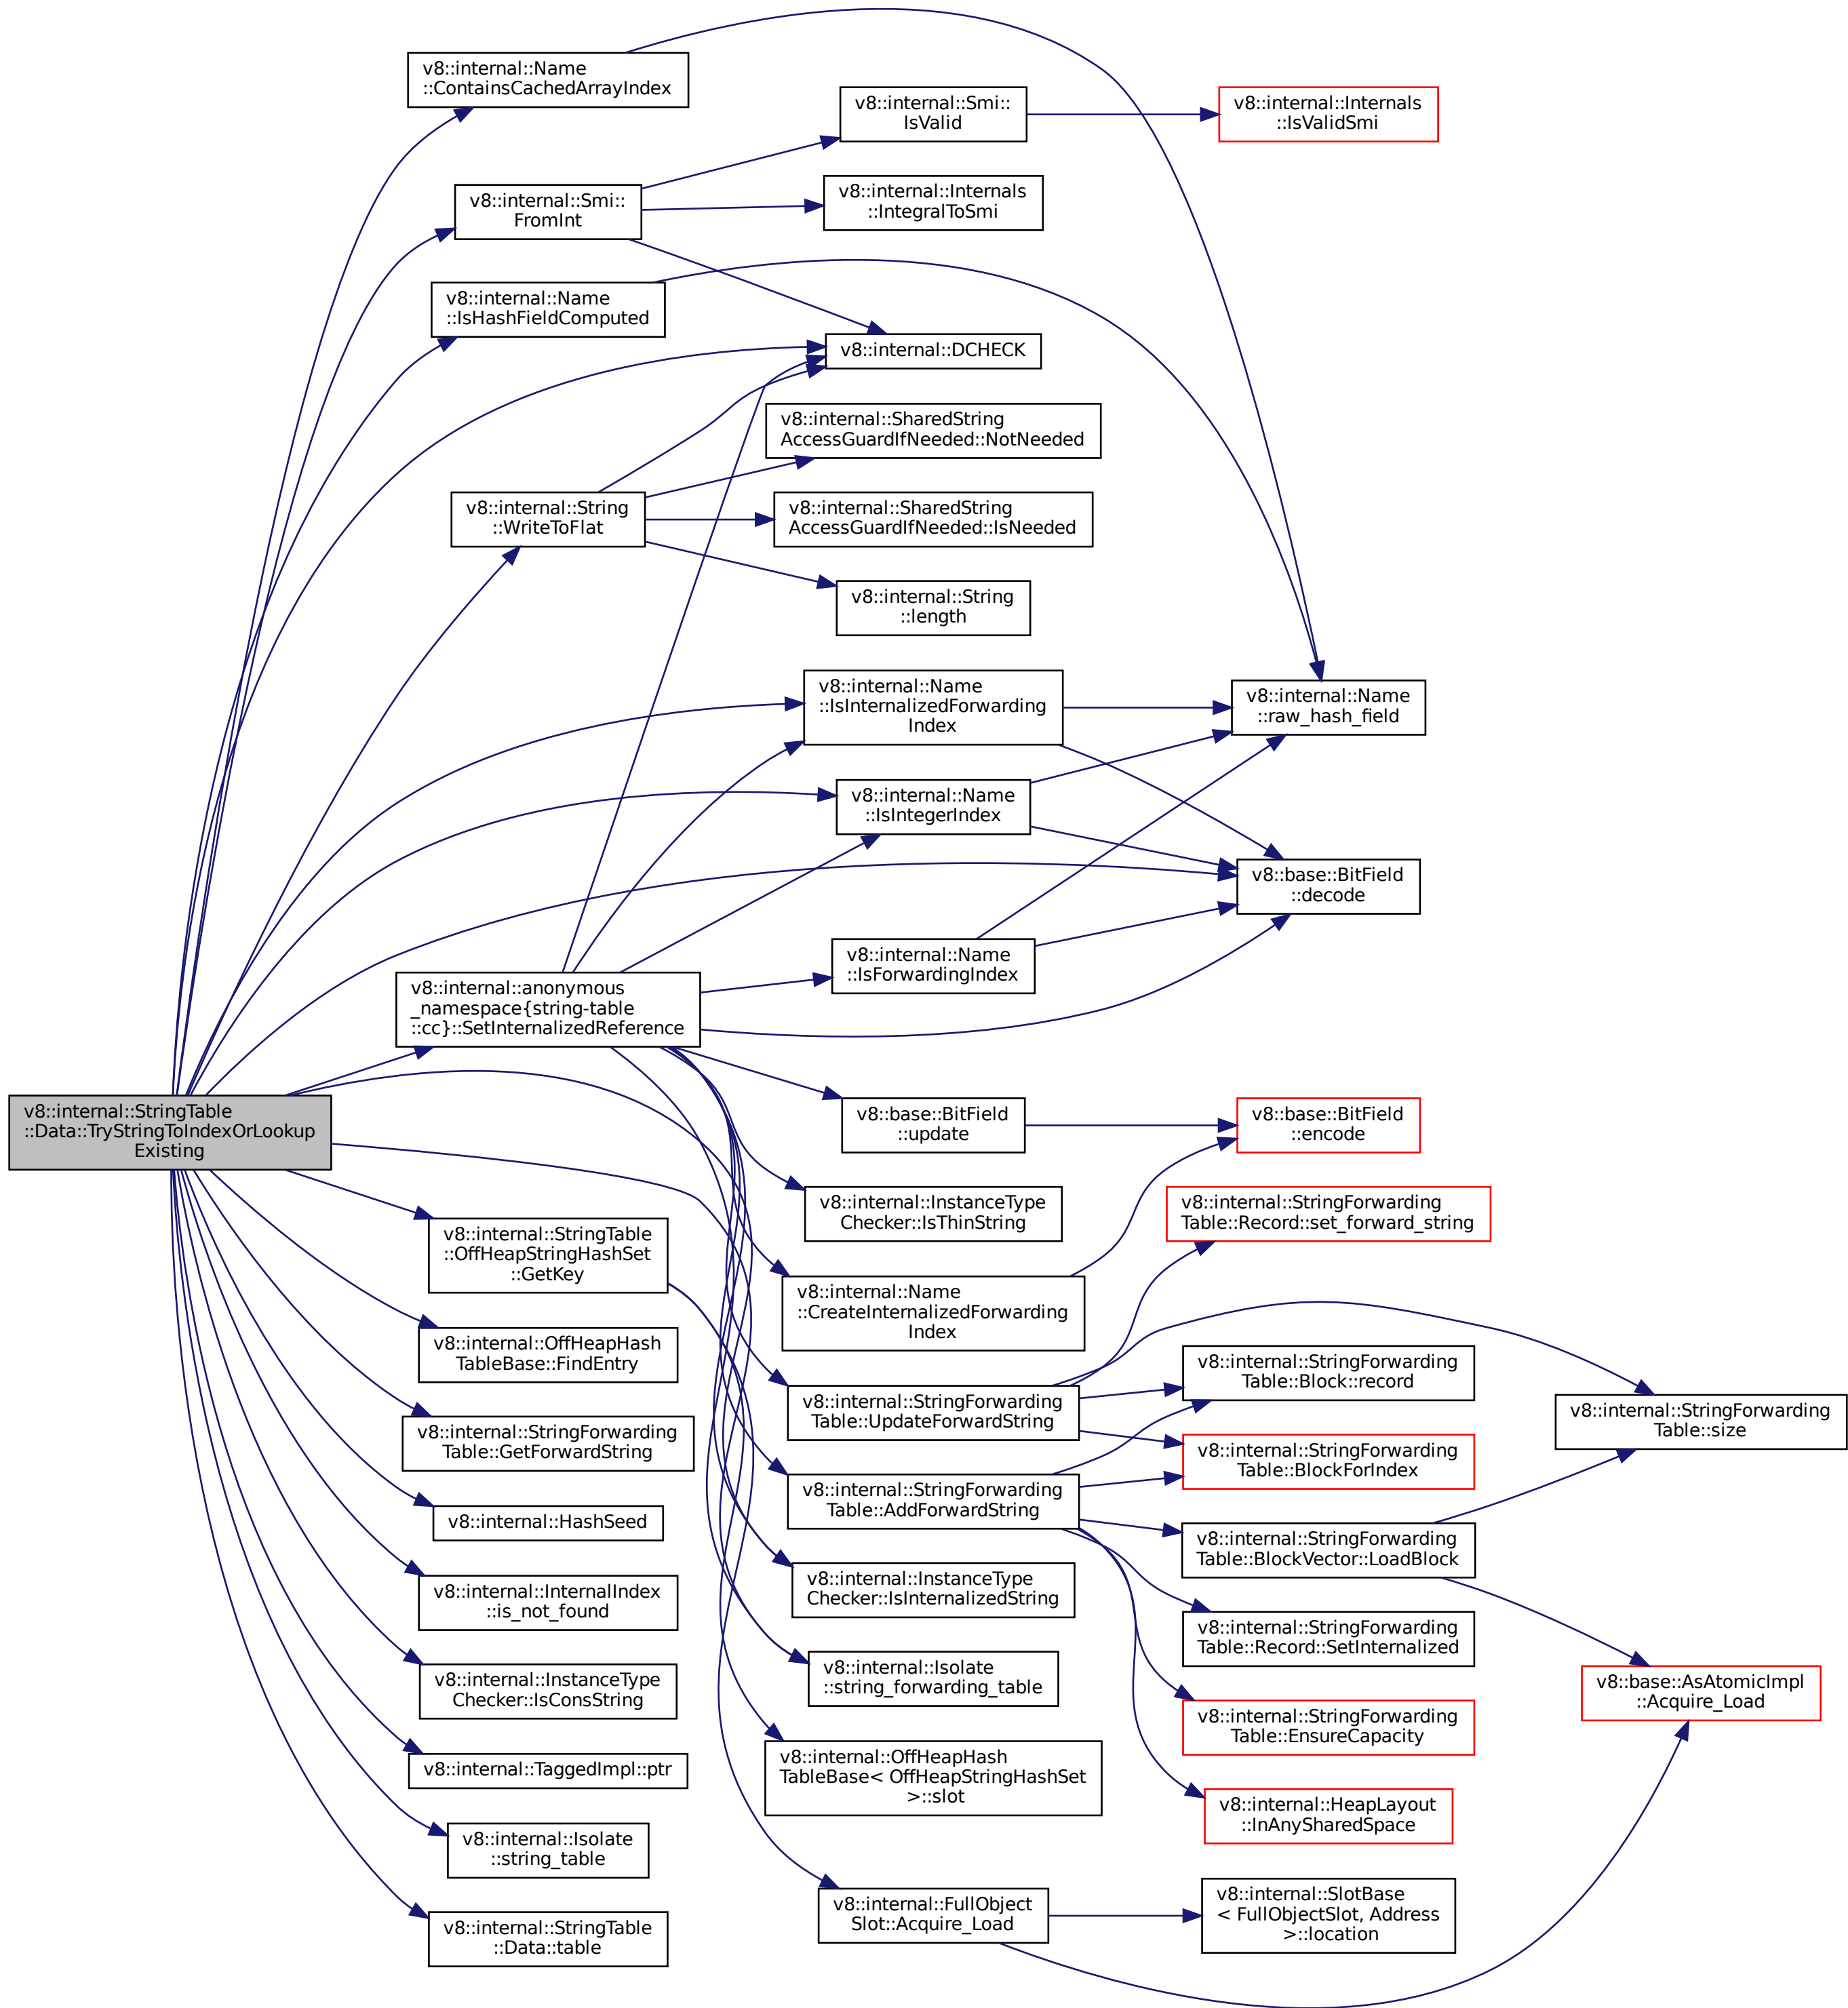 v8::internal::Name
::ContainsCachedArrayIndex
v8::internal::Smi::
IsValid
v8::internal::Internals
::IsValidSmi
v8::internal::Smi::
FromInt
v8::internal::Internals
::IntegralToSmi
v8::internal::Name
::IsHashFieldComputed
v8::internal::DCHECK
v8::internal::SharedString
AccessGuardIfNeeded::NotNeeded
v8::internal::String
::WriteToFlat
v8::internal::SharedString
AccessGuardIfNeeded::IsNeeded
v8::internal::String
::length
v8::internal::Name
::IsInternalizedForwarding
Index
v8::internal::Name
::raw_hash_field
v8::internal::Name
::IsIntegerIndex
v8::base::BitField
::decode
v8::internal::Name
::IsForwardingIndex
v8::internal::anonymous
_namespace{string-table
::cc}::SetInternalizedReference
v8::internal::StringTable
::Data::TryStringToIndexOrLookup
Existing
v8::base::BitField
::update
v8::base::BitField
::encode
v8::internal::InstanceType
Checker::IsThinString
v8::internal::StringForwarding
Table::Record::set_forward_string
v8::internal::StringTable
::OffHeapStringHashSet
::GetKey
v8::internal::Name
::CreateInternalizedForwarding
Index
v8::internal::OffHeapHash
TableBase::FindEntry
v8::internal::StringForwarding
Table::Block::record
v8::internal::StringForwarding
Table::UpdateForwardString
v8::internal::StringForwarding
Table::size
v8::internal::StringForwarding
Table::GetForwardString
v8::internal::StringForwarding
Table::BlockForIndex
v8::internal::StringForwarding
Table::AddForwardString
v8::internal::HashSeed
v8::internal::StringForwarding
Table::BlockVector::LoadBlock
v8::internal::InternalIndex
::is_not_found
v8::internal::InstanceType
Checker::IsInternalizedString
v8::internal::StringForwarding
Table::Record::SetInternalized
v8::internal::InstanceType
Checker::IsConsString
v8::internal::Isolate
::string_forwarding_table
v8::base::AsAtomicImpl
::Acquire_Load
v8::internal::StringForwarding
Table::EnsureCapacity
v8::internal::TaggedImpl::ptr
v8::internal::OffHeapHash
TableBase< OffHeapStringHashSet
>::slot
v8::internal::HeapLayout
::InAnySharedSpace
v8::internal::Isolate
::string_table
v8::internal::FullObject
Slot::Acquire_Load
v8::internal::SlotBase
< FullObjectSlot, Address
>::location
v8::internal::StringTable
::Data::table